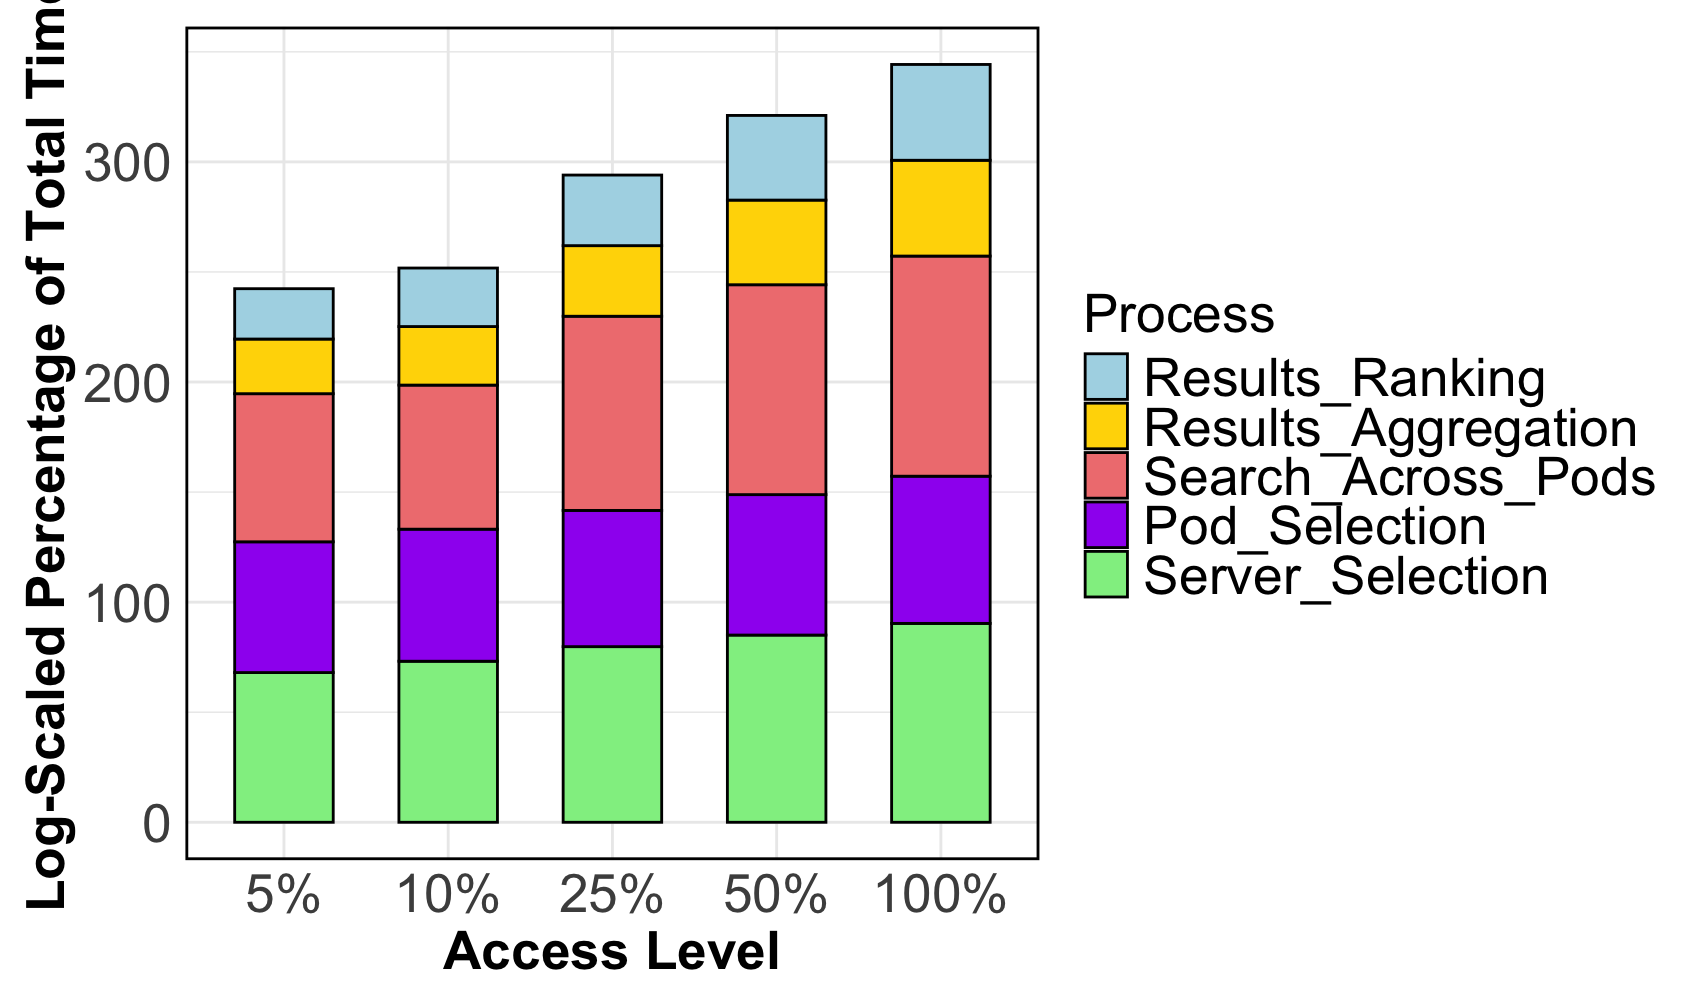 Log-Scaled Percentage of Total Time
300
200
100
0
5% 10% 25% 50% 100%
Access Level
Process
Results_Ranking
Results_Aggregation
Search_Across_Pods
Pod_Selection
Server_Selection